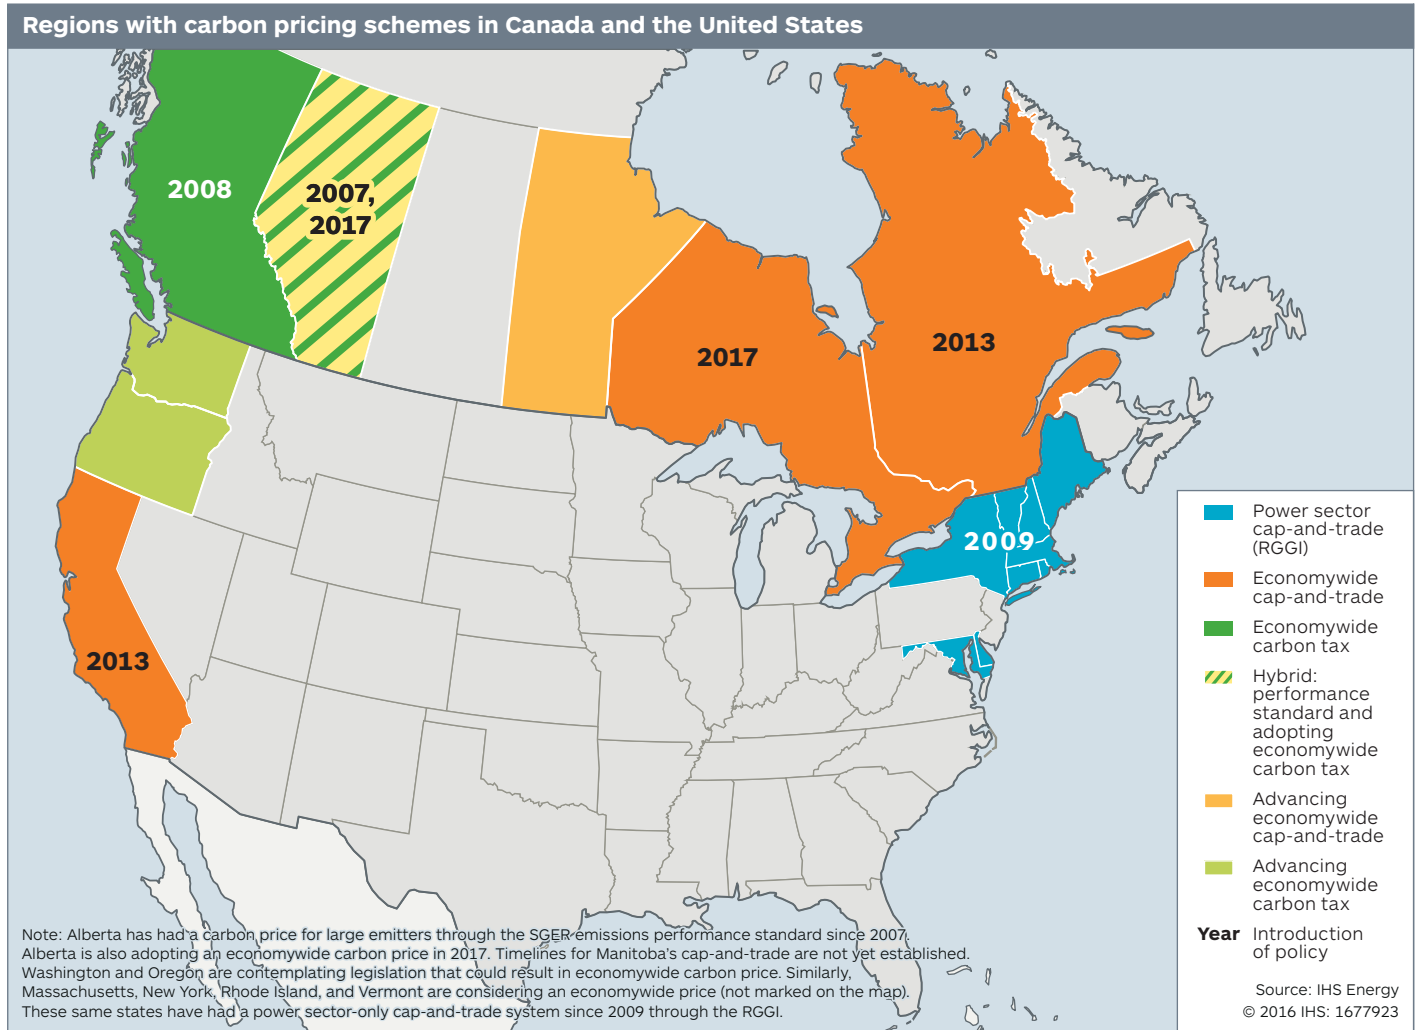 Regions with carbon pricing schemes in Canada and the United States
2008
2007,
2017
2017
2013
2009
2013
Power sector
cap-and-trade
(RGGI)
Economywide
cap-and-trade
Economywide
carbon tax
Hybrid:
performance
standard and
adopting
economywide
carbon tax
Advancing
economywide
cap-and-trade
Advancing
economywide
carbon tax
Year Introduction
of policy
Note: Alberta has had a carbon price for large emitters through the SGER emissions performance standard since 2007.
Alberta is also adopting an economywide carbon price in 2017. Timelines for Manitoba's cap-and-trade are not yet established.
Washington and Oregon are contemplating legislation that could result in economywide carbon price. Similarly,
Massachusetts, New York, Rhode Island, and Vermont are considering an economywide price (not marked on the map).
These same states have had a power sector-only cap-and-trade system since 2009 through the RGGI.
Source: IHS Energy
© 2016 IHS: 1677923